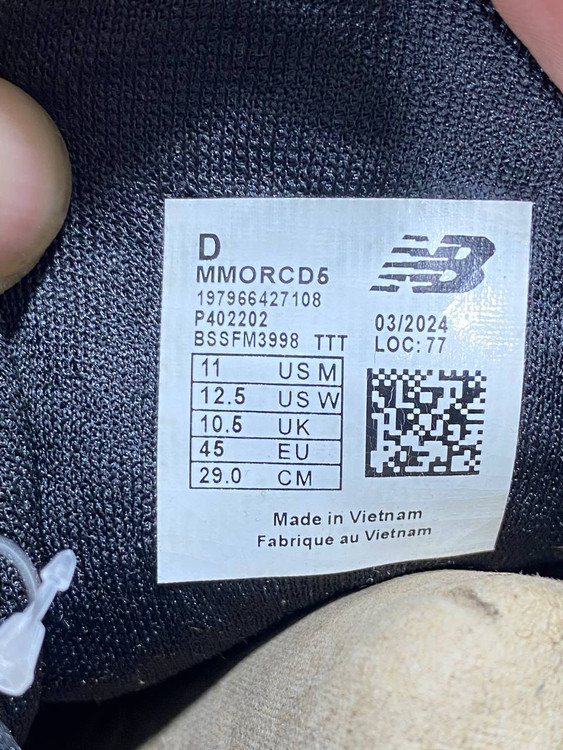 D
MMORCD5
197966427108
P402202
BSSFM3998 TTT
NB
03/2024
LOC: 77
11 US M
12.5 US W
10.5 UK
45 EU
29.0 CM
Made in Vietnam
Fabrique au Vietnam